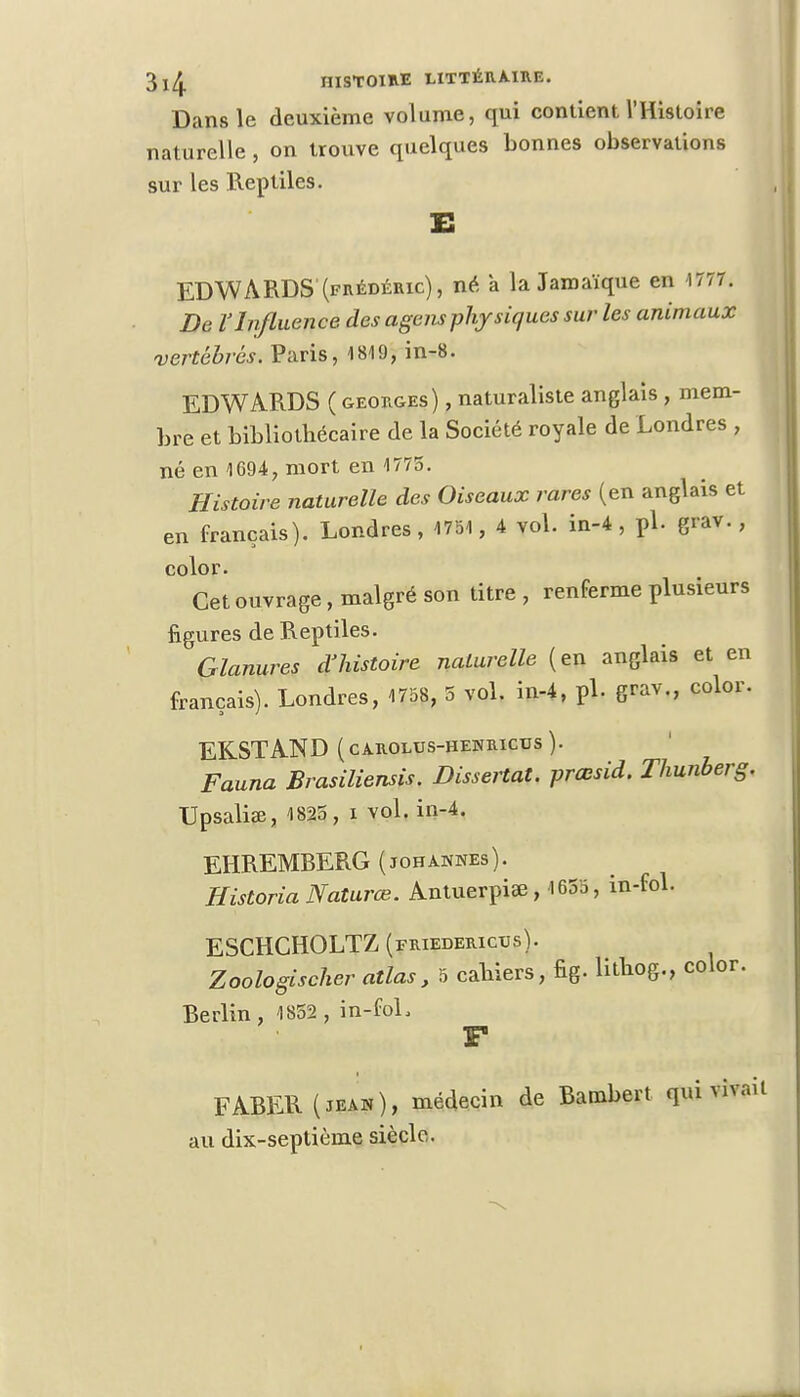 314 HISTOIRE LITTÉRAIRE.
Dans le deuxième volume, qui contient l'Histoire
naturelle, on trouve quelques bonnes observations
sur les Reptiles.
E
EDWARDS (FRÉDÉRIC), né à la Jamaïque en 1777.
De l'Influence des agens physiques sur les animaux
vertébrés. Paris, 1819, in-8.
EDWARDS (GEORGES), naturaliste anglais, mem-
bre et bibliothécaire de la Société royale de Londres,
né en 1694, mort en 1773.
Histoire naturelle des Oiseaux rares (en anglais et
en français). Londres, 1751, 4 vol. in-4, pl. grav.,
color.
Cet ouvrage, malgré son titre, renferme plusieurs
figures de Reptiles.
Glanures d'histoire naturelle (en anglais et en
français). Londres, 1758, 3 vol. in-4, pl. grav., color.
EKSTAND (CAROLUS-HENRICUS).
Fauna Brasiliensis. Dissertat. præsid. Thunberg.
Upsaliæ, 1825, I vol. in-4.
EHREMBERG (JOHANNES).
Historia Naturæ. Antuerpiæ, 1635, in-fol.
ESCHCHOLTZ (FRIEDERICUS).
Zoologischer atlas, 5 cahiers, fig. lithog., color.
Berlin, 1832, in-fol.
F
FABER (JEAN), médecin de Bambert qui vivait
au dix-septième siècle.